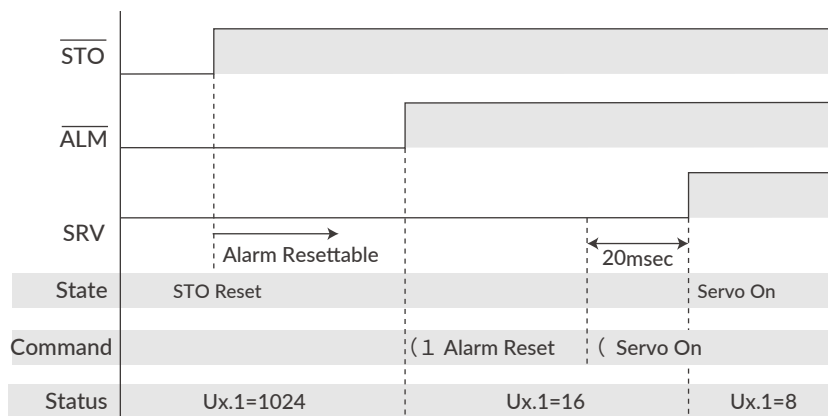 STO
ALM
SRV
Alarm Resettable
20msec
State STO Reset Servo On
Command (1 Alarm Reset ( Servo On
Status Ux.1=1024 Ux.1=16 Ux.1=8